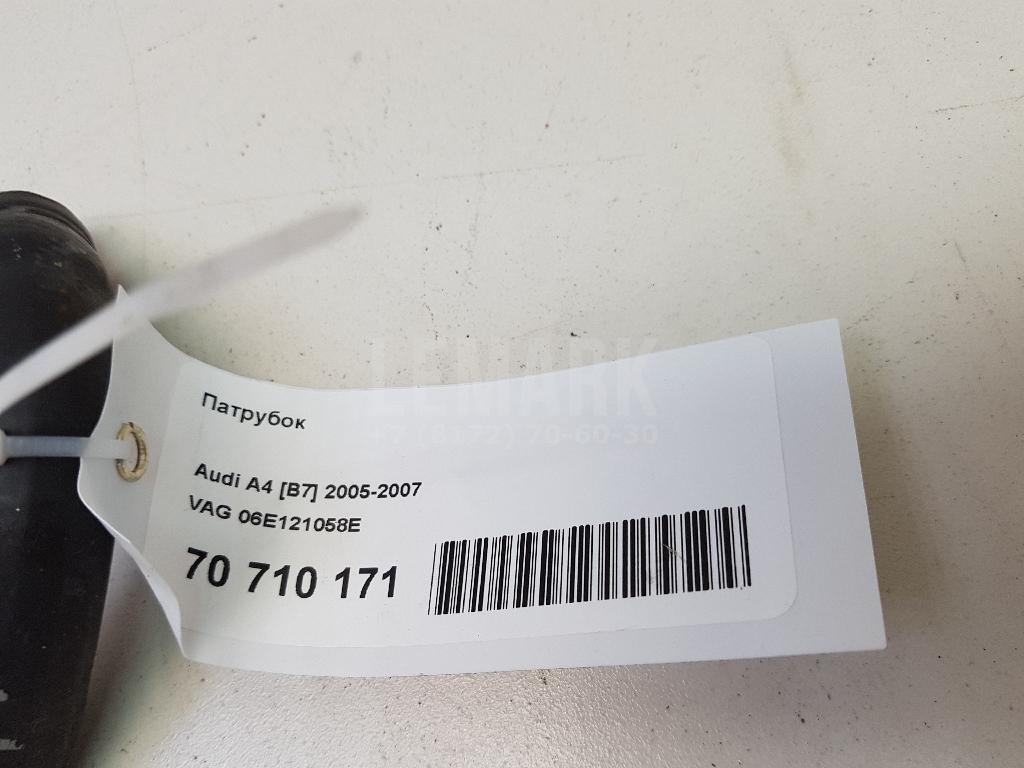 LEMARK
+7 (8172) 70-60-30
Патрубок
Audi A4 [B7] 2005-2007
VAG 06E121058E
70 710 171